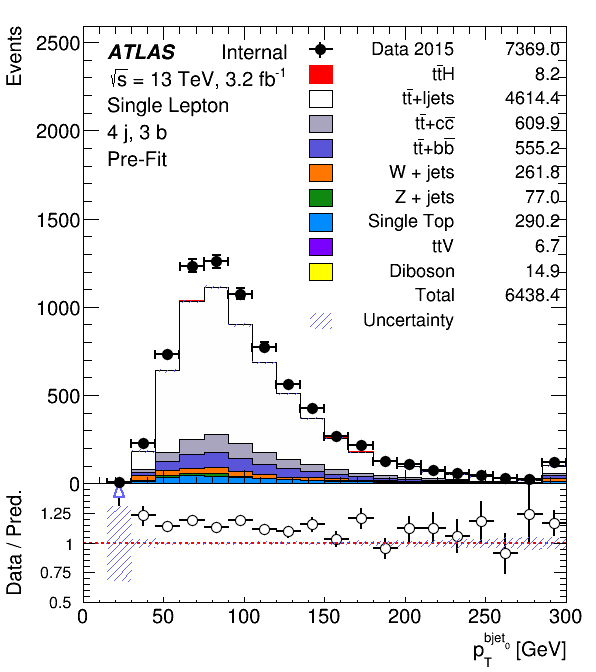 Events
2500
2000
1500
1000
500
0
ATLAS Internal
√s = 13 TeV, 3.2 fb⁻¹
Single Lepton
4 j, 3 b
Pre-Fit
Data 2015 7369.0
tt̄H 8.2
tt̄+ljets 4614.4
tt̄+cc̄ 609.9
tt̄+bb̄ 555.2
W + jets 261.8
Z + jets 77.0
Single Top 290.2
ttV 6.7
Diboson 14.9
Total 6438.4
Uncertainty
Data / Pred.
1.25
1
0.75
0.5
0 50 100 150 200 250 300
p_T^bjet₀ [GeV]